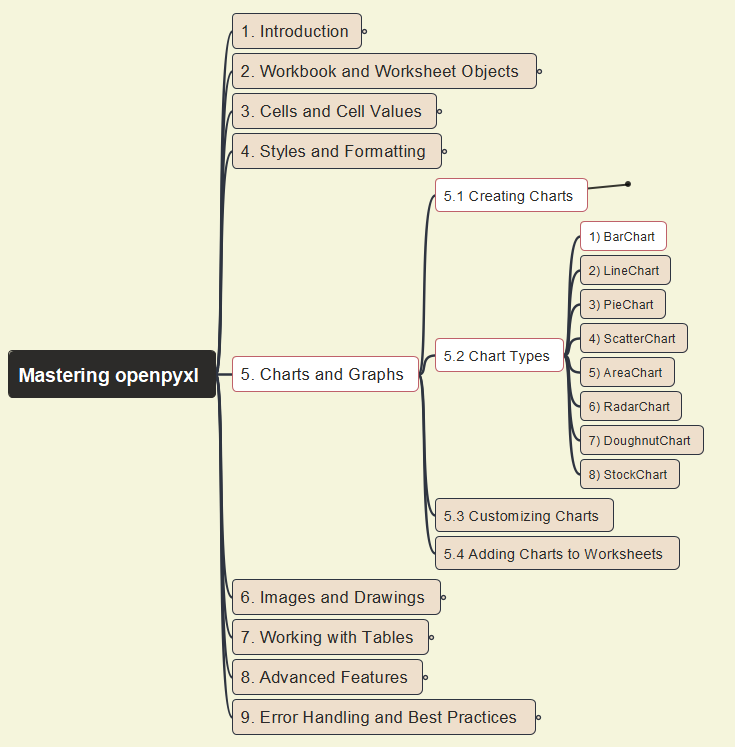 1. Introduction
2. Workbook and Worksheet Objects
3. Cells and Cell Values
4. Styles and Formatting
5.1 Creating Charts
1) BarChart
2) LineChart
3) PieChart
4) ScatterChart
5.2 Chart Types
Mastering openpyxl
5. Charts and Graphs
5) AreaChart
6) RadarChart
7) DoughnutChart
8) StockChart
5.3 Customizing Charts
5.4 Adding Charts to Worksheets
6. Images and Drawings
7. Working with Tables
8. Advanced Features
9. Error Handling and Best Practices